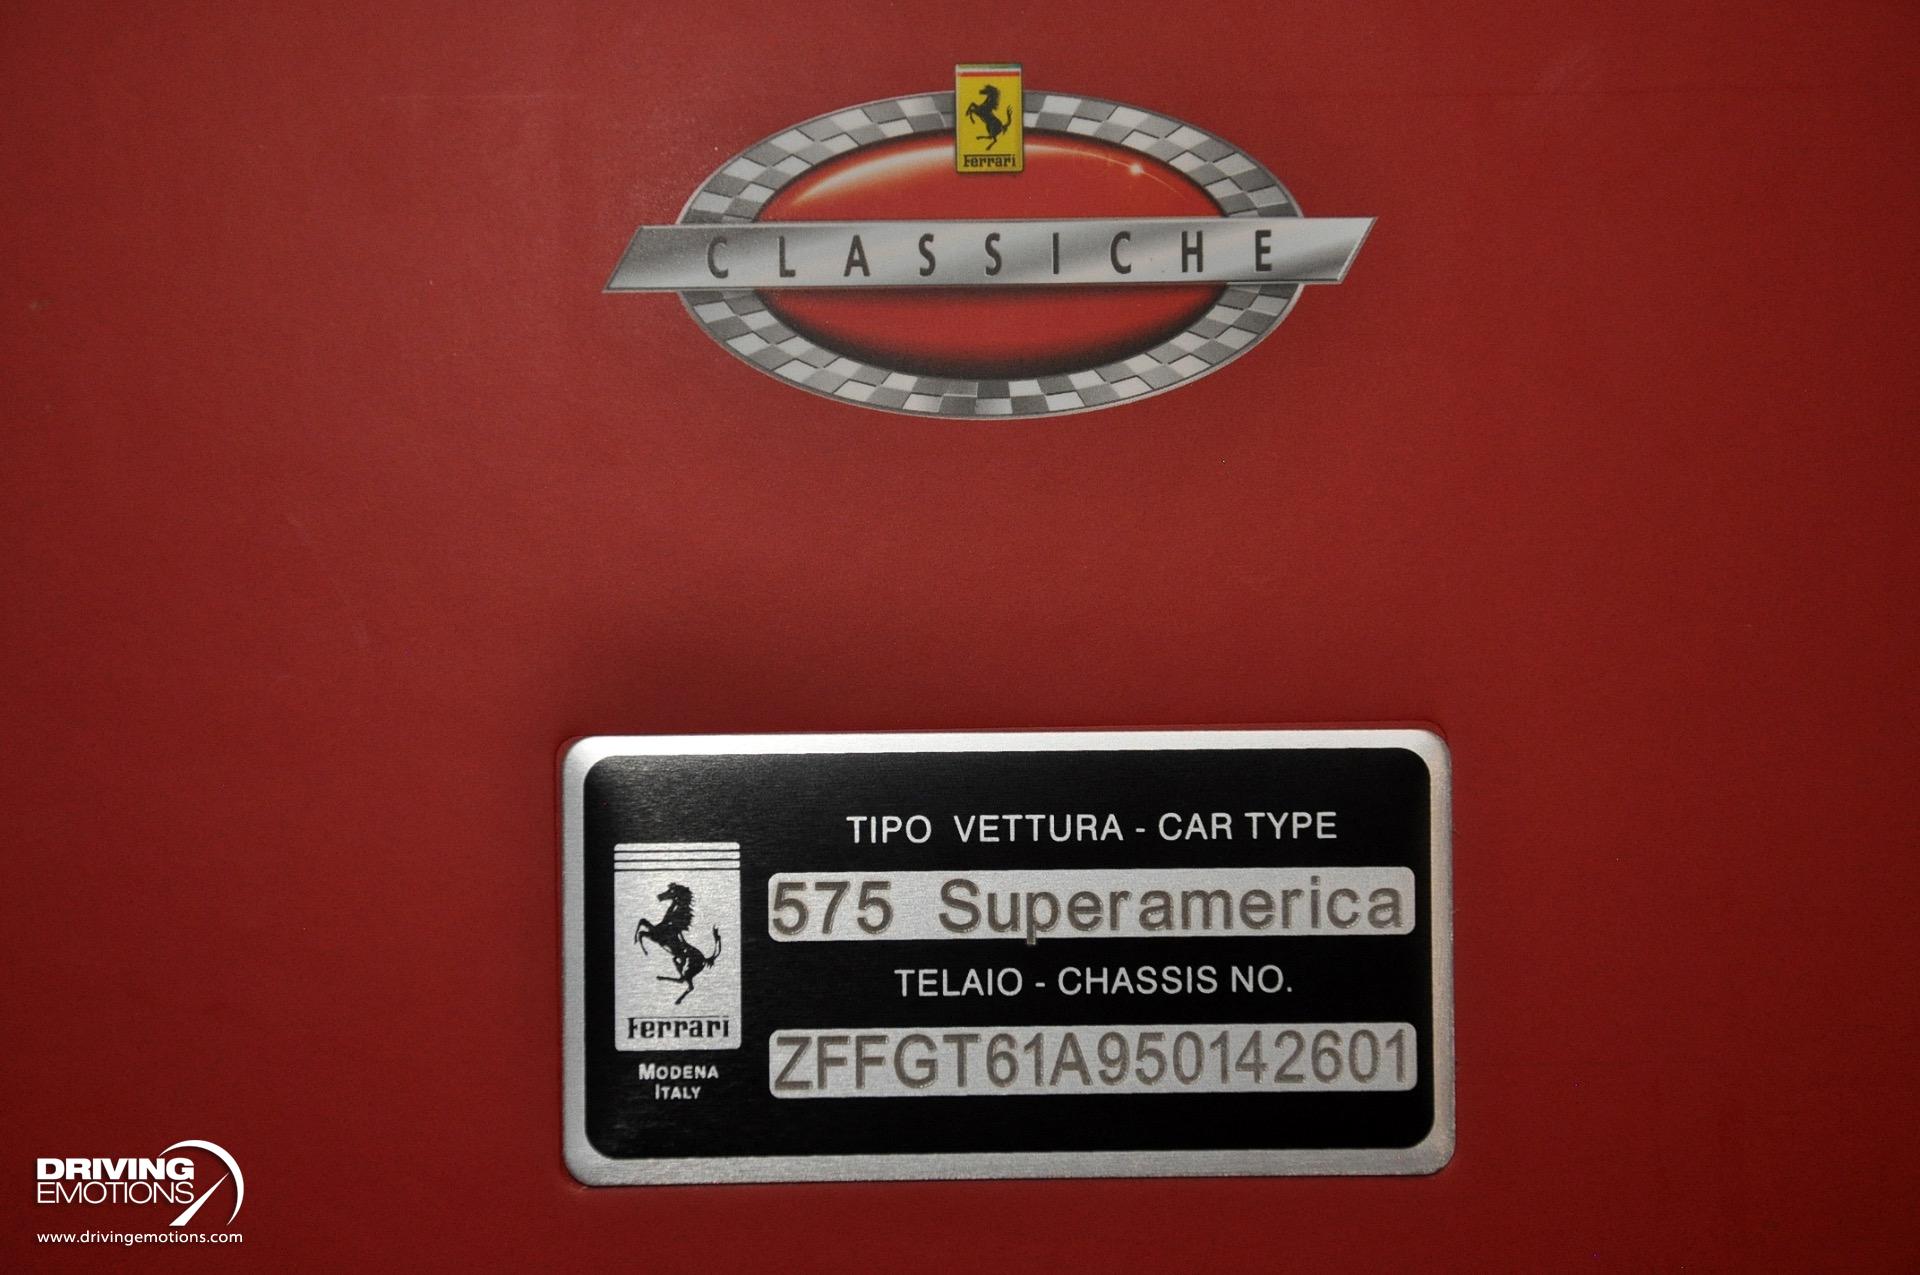 Ferrari
CLASSICHE
TIPO VETTURA - CAR TYPE
575 Superamerica
TELAIO - CHASSIS NO.
ZFFGT61A950142601
Ferrari
MODENA
ITALY
DRIVING
EMOTIONS
www.drivingemotions.com